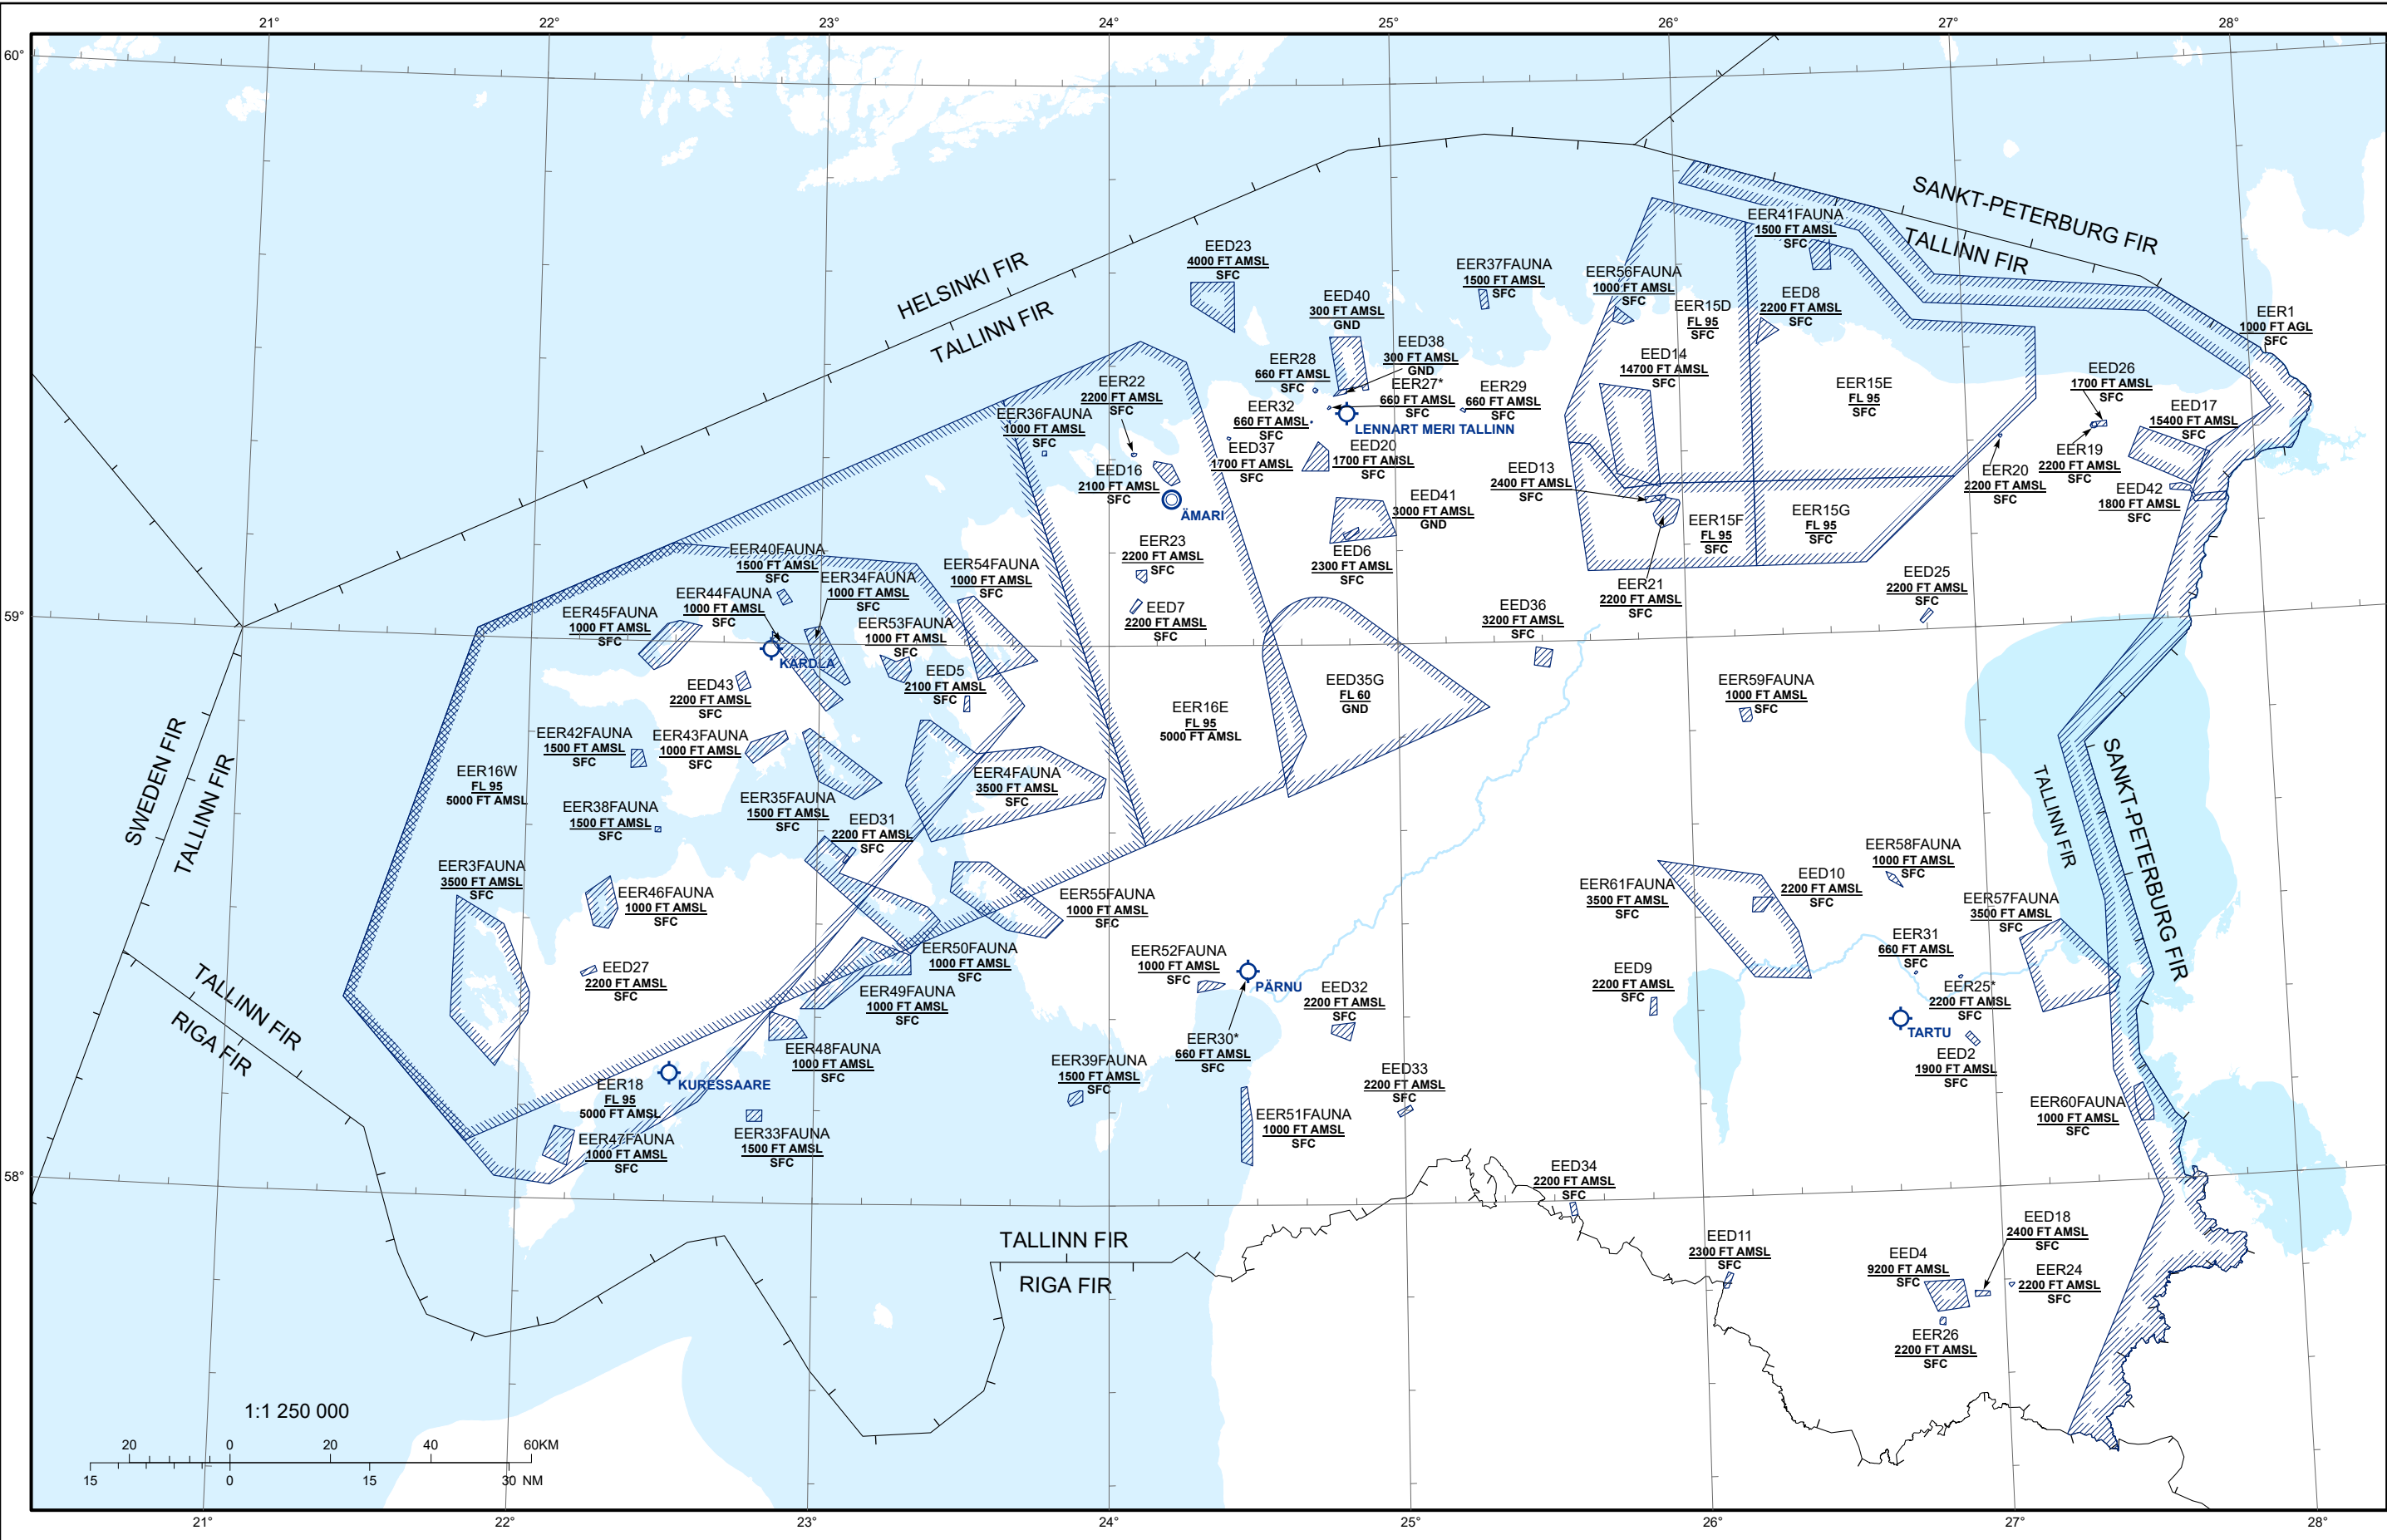 21°
22°
23°
24°
25°
26°
27°
28°
60°
59°
58°
SANKT-PETERBURG FIR
TALLINN FIR
HELSINKI FIR
TALLINN FIR
EER41FAUNA
1500 FT AMSL
SFC
EED23
4000 FT AMSL
SFC
EER37FAUNA
1500 FT AMSL
SFC
EER56FAUNA
1000 FT AMSL
SFC
EED40
300 FT AMSL
GND
EER15D
FL 95
SFC
EED8
2200 FT AMSL
SFC
EER1
1000 FT AGL
SFC
EED38
300 FT AMSL
GND
EER28
660 FT AMSL
SFC
EED14
14700 FT AMSL
SFC
EER22
2200 FT AMSL
SFC
EER27*
660 FT AMSL
SFC
EER29
660 FT AMSL
SFC
EER15E
FL 95
SFC
EED26
1700 FT AMSL
SFC
EER36FAUNA
1000 FT AMSL
SFC
EER32
660 FT AMSL
SFC
LENNART MERI TALLINN
EED17
15400 FT AMSL
SFC
EED37
1700 FT AMSL
EED20
1700 FT AMSL
SFC
EED16
2100 FT AMSL
SFC
EED13
2400 FT AMSL
SFC
EER20
2200 FT AMSL
SFC
EER19
2200 FT AMSL
SFC
EED42
1800 FT AMSL
SFC
ÄMARI
EED41
3000 FT AMSL
GND
EER15F
FL 95
SFC
EER15G
FL 95
SFC
EER23
2200 FT AMSL
SFC
EED6
2300 FT AMSL
SFC
EER40FAUNA
1500 FT AMSL
SFC
EER34FAUNA
1000 FT AMSL
SFC
EER54FAUNA
1000 FT AMSL
SFC
EER21
2200 FT AMSL
SFC
EED25
2200 FT AMSL
SFC
EER44FAUNA
1000 FT AMSL
SFC
EER45FAUNA
1000 FT AMSL
SFC
EER53FAUNA
1000 FT AMSL
SFC
EED7
2200 FT AMSL
SFC
EED36
3200 FT AMSL
SFC
KÄRDLA
EED5
2100 FT AMSL
SFC
EED43
2200 FT AMSL
SFC
EER16E
FL 95
5000 FT AMSL
EED35G
FL 60
GND
EER59FAUNA
1000 FT AMSL
SFC
SWEDEN FIR
TALLINN FIR
EER42FAUNA
1500 FT AMSL
SFC
EER43FAUNA
1000 FT AMSL
SFC
EER16W
FL 95
5000 FT AMSL
EER4FAUNA
3500 FT AMSL
SFC
EER35FAUNA
1500 FT AMSL
SFC
EER38FAUNA
1500 FT AMSL
SFC
EED31
2200 FT AMSL
SFC
TALLINN FIR
SANKT-PETERBURG FIR
EER3FAUNA
3500 FT AMSL
SFC
EER46FAUNA
1000 FT AMSL
SFC
EER55FAUNA
1000 FT AMSL
SFC
EER61FAUNA
3500 FT AMSL
SFC
EED10
2200 FT AMSL
SFC
EER58FAUNA
1000 FT AMSL
SFC
EER57FAUNA
3500 FT AMSL
SFC
EER31
660 FT AMSL
SFC
EED27
2200 FT AMSL
SFC
EER50FAUNA
1000 FT AMSL
SFC
EER52FAUNA
1000 FT AMSL
SFC
PÄRNU
EED9
2200 FT AMSL
SFC
EER25*
2200 FT AMSL
SFC
TALLINN FIR
RIGA FIR
EER49FAUNA
1000 FT AMSL
SFC
EED32
2200 FT AMSL
SFC
TARTU
EER48FAUNA
1000 FT AMSL
SFC
EER30*
660 FT AMSL
SFC
EED2
1900 FT AMSL
SFC
EER39FAUNA
1500 FT AMSL
SFC
EED33
2200 FT AMSL
SFC
KURESSAARE
EER18
FL 95
5000 FT AMSL
EER60FAUNA
1000 FT AMSL
SFC
EER51FAUNA
1000 FT AMSL
SFC
EER33FAUNA
1500 FT AMSL
SFC
EER47FAUNA
1000 FT AMSL
SFC
EED34
2200 FT AMSL
SFC
TALLINN FIR
RIGA FIR
EED11
2300 FT AMSL
SFC
EED18
2400 FT AMSL
SFC
EED4
9200 FT AMSL
SFC
EER24
2200 FT AMSL
SFC
EER26
2200 FT AMSL
SFC
1:1 250 000
20 0 20 40 60KM
15 0 15 30 NM
21°
22°
23°
24°
25°
26°
27°
28°